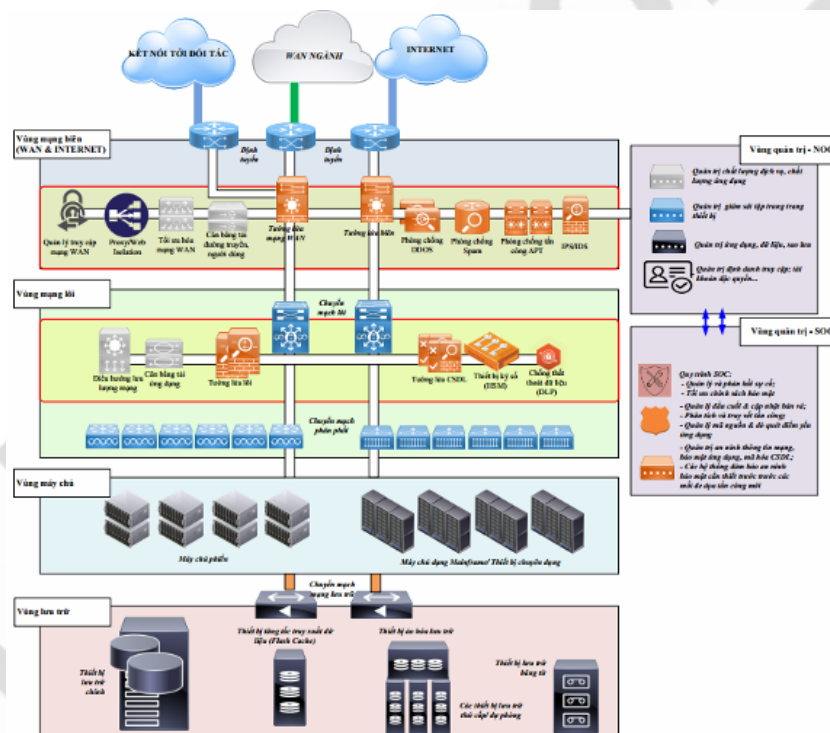 KẾT NỐI TỚI ĐỐI TÁC
WAN NGÀNH
INTERNET
Vùng mạng biên
(WAN & INTERNET)
Định
tuyến
Định
tuyến
Quản lý truy cập
mạng WAN
Proxy/Web
Isolation
Tối ưu hóa
mạng WAN
Cân bằng tải
đường truyền,
người dùng
Tường lửa
mạng WAN
Tường lửa biên
Phòng chống
DDOS
Phòng chống
Spam
Phòng chống tấn
công APT
IPS/IDS
Vùng quản trị - NOC
Quản trị chất lượng dịch vụ, chất
lượng ứng dụng
Quản trị giám sát tập trung trang
thiết bị
Quản trị ứng dụng, dữ liệu, sao lưu
Quản trị định danh truy cập; tài
khoản đặc quyền...
Vùng mạng lõi
Chuyển
mạch lõi
Điều hướng lưu
lượng mạng
Cân bằng tải
ứng dụng
Tường lửa lõi
Tường lửa CSDL
Thiết bị ký số
(HSM)
Chống thất
thoát dữ liệu
(DLP)
Chuyển mạch
phân phối
Vùng quản trị - SOC
Quy trình SOC:
- Quản lý và phản hồi sự cố;
- Tối ưu chính sách bảo mật
- Quản lý điểm cuối & cập nhật bản vá;
- Phân tích và truy vết tấn công;
- Quản lý mã nguồn & dò quét điểm yếu
ứng dụng
- Quản trị an ninh thông tin mạng,
bảo mật ứng dụng, mã hóa CSDL;
- Các hệ thống đảm bảo an ninh
bảo mật cần thiết trước trước các
mối đe dọa tấn công mới
Vùng máy chủ
Máy chủ phiến
Máy chủ dạng Mainframe/ Thiết bị chuyên dụng
Chuyển mạch
mạng lưu trữ
Vùng lưu trữ
Thiết bị
lưu trữ
chính
Thiết bị tăng tốc truy xuất dữ
liệu (Flash Cache)
Thiết bị ảo hóa lưu trữ
Các thiết bị lưu trữ
thứ cấp/ dự phòng
Thiết bị lưu trữ
băng từ